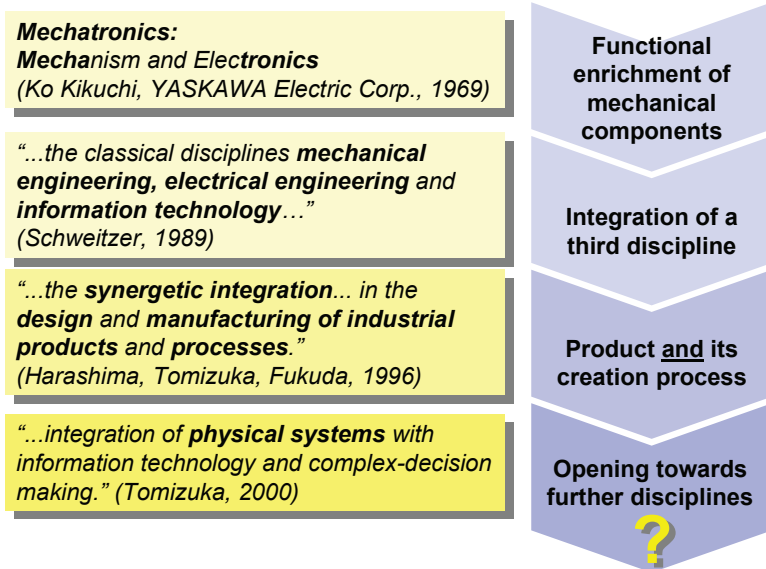 Mechatronics:
Mechanism and Electronics
(Ko Kikuchi, YASKAWA Electric Corp., 1969)
Functional
enrichment of
mechanical
components
“...the classical disciplines mechanical
engineering, electrical engineering and
information technology…”
(Schweitzer, 1989)
Integration of a
third discipline
“...the synergetic integration... in the
design and manufacturing of industrial
products and processes.”
(Harashima, Tomizuka, Fukuda, 1996)
Product and its
creation process
“...integration of physical systems with
information technology and complex-decision
making.” (Tomizuka, 2000)
Opening towards
further disciplines
?